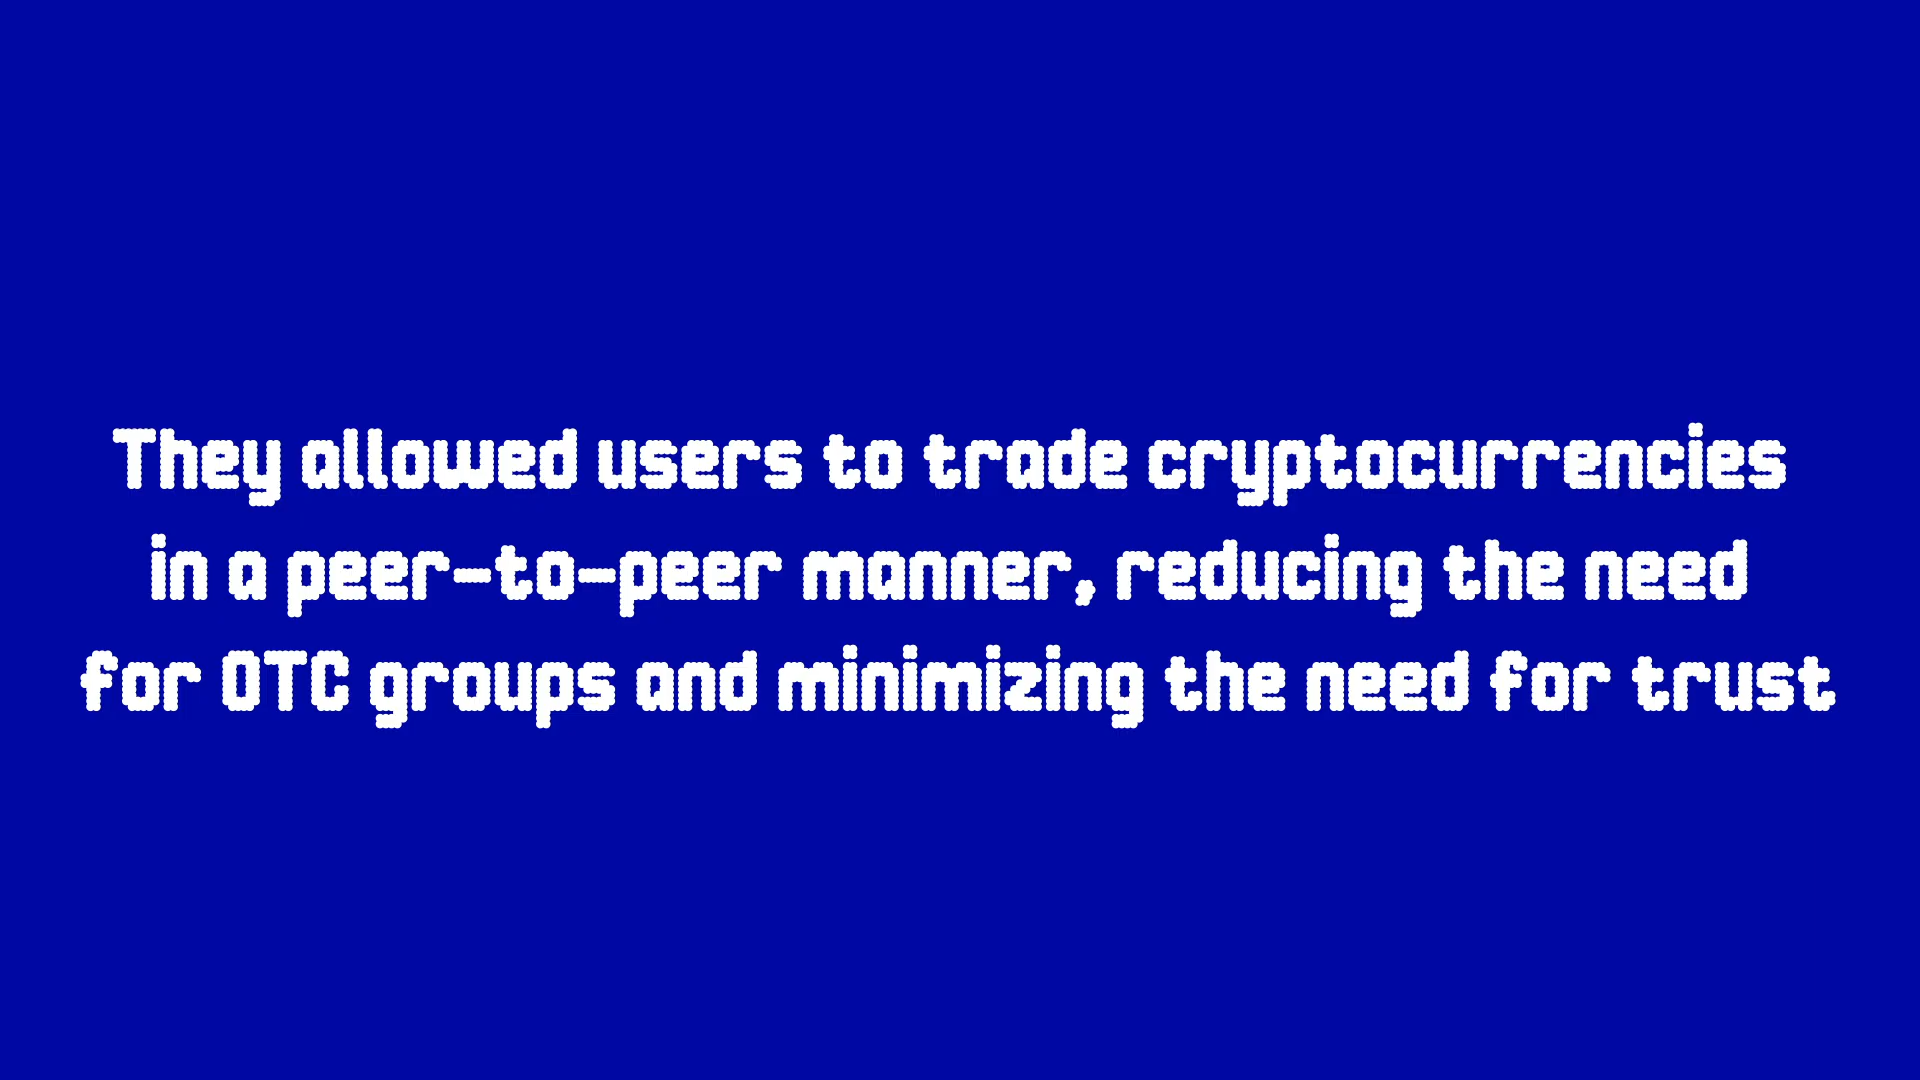 They allowed users to trade cryptocurrencies
in a peer-to-peer manner, reducing the need
for OTC groups and minimizing the need for trust